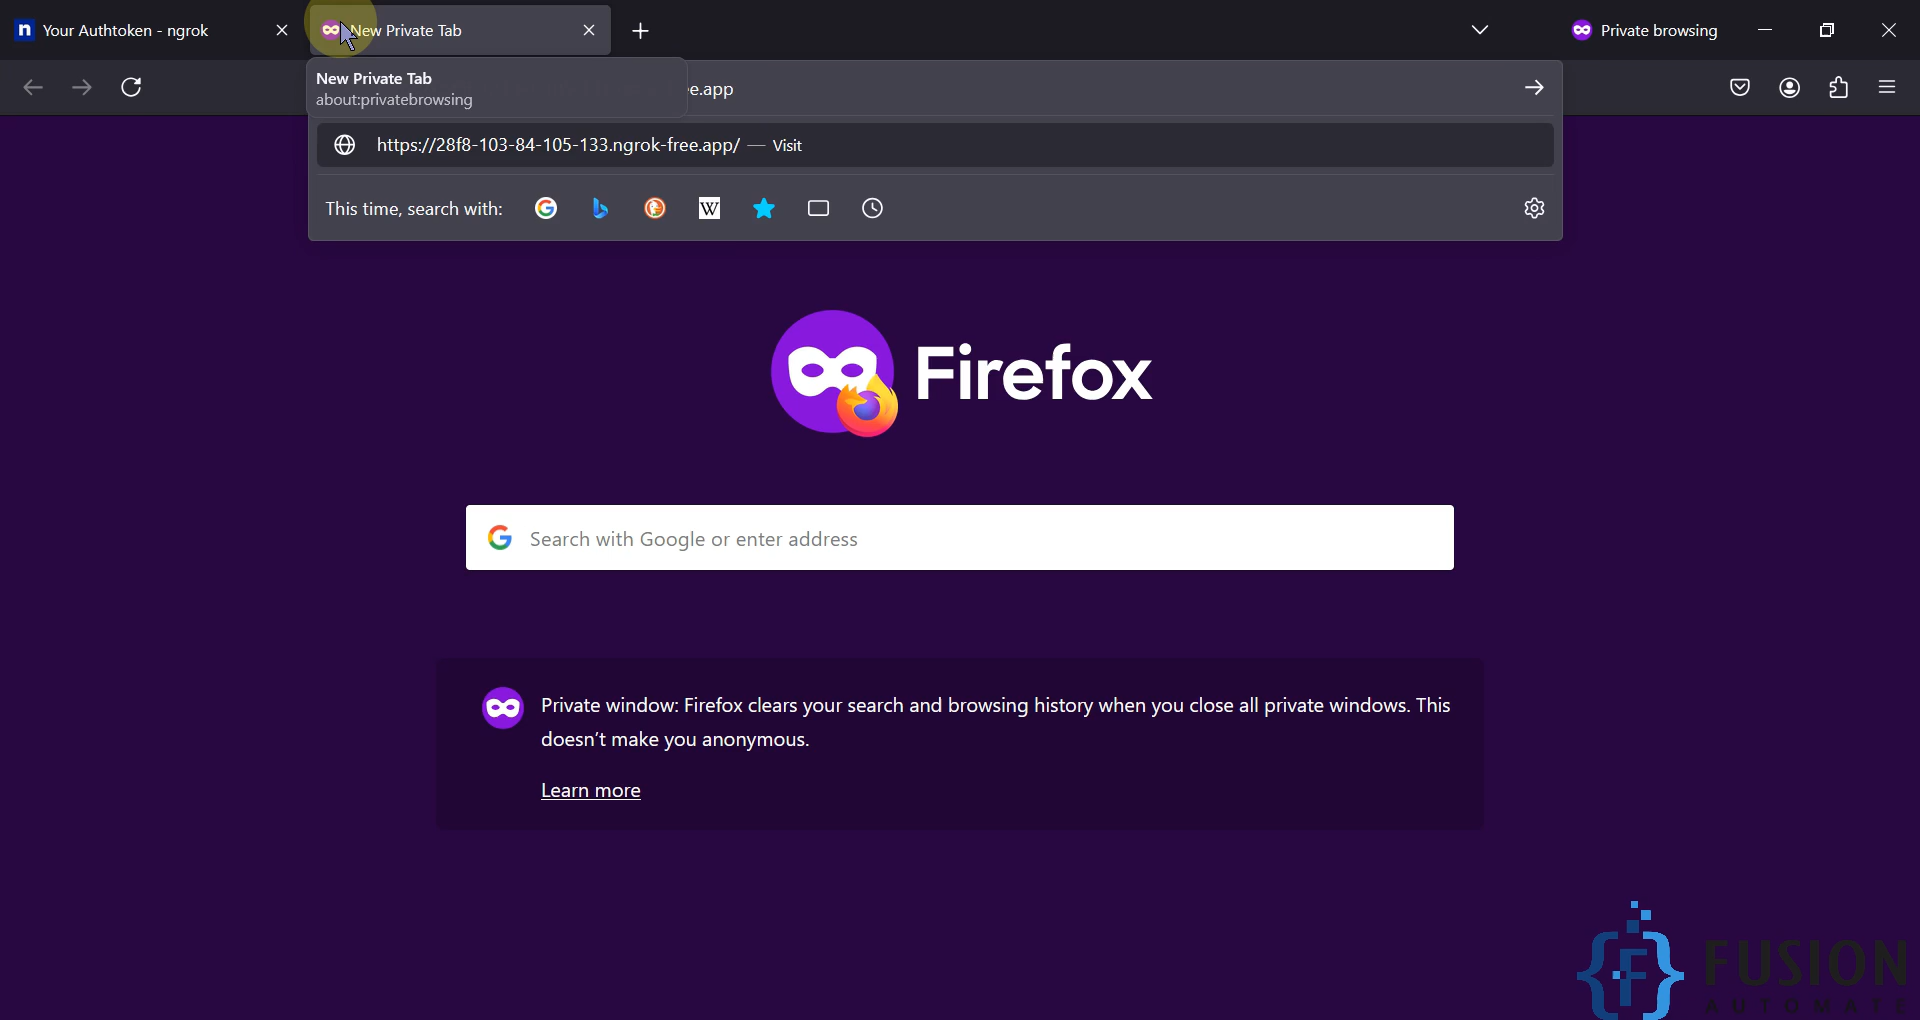 n Your Authtoken - ngrok
New Private Tab
Private browsing
New Private Tab
about:privatebrowsing
e.app
https://28f8-103-84-105-133.ngrok-free.app/ — Visit
This time, search with:
W
Firefox
G Search with Google or enter address
Private window: Firefox clears your search and browsing history when you close all private windows. This
doesn't make you anonymous.
Learn more
{F} FUSION
AUTOMATE